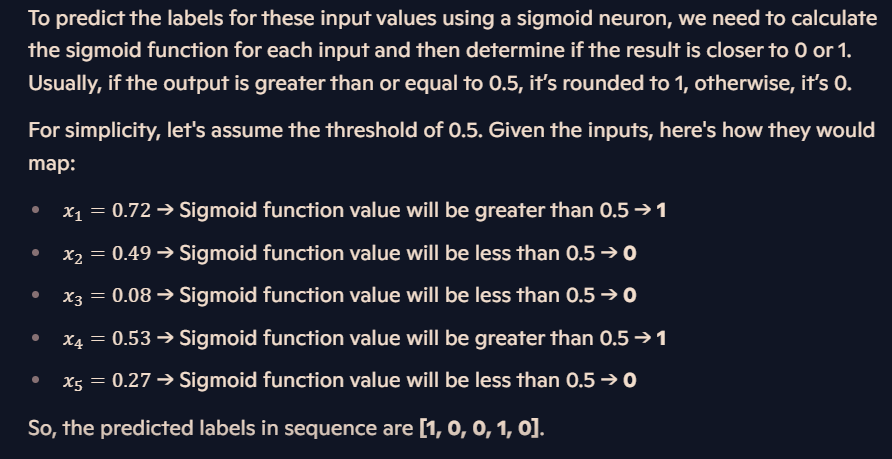 To predict the labels for these input values using a sigmoid neuron, we need to calculate
the sigmoid function for each input and then determine if the result is closer to 0 or 1.
Usually, if the output is greater than or equal to 0.5, it’s rounded to 1, otherwise, it’s 0.
For simplicity, let's assume the threshold of 0.5. Given the inputs, here's how they would
map:
• x₁ = 0.72 → Sigmoid function value will be greater than 0.5 → 1
• x₂ = 0.49 → Sigmoid function value will be less than 0.5 → 0
• x₃ = 0.08 → Sigmoid function value will be less than 0.5 → 0
• x₄ = 0.53 → Sigmoid function value will be greater than 0.5 → 1
• x₅ = 0.27 → Sigmoid function value will be less than 0.5 → 0
So, the predicted labels in sequence are [1, 0, 0, 1, 0].